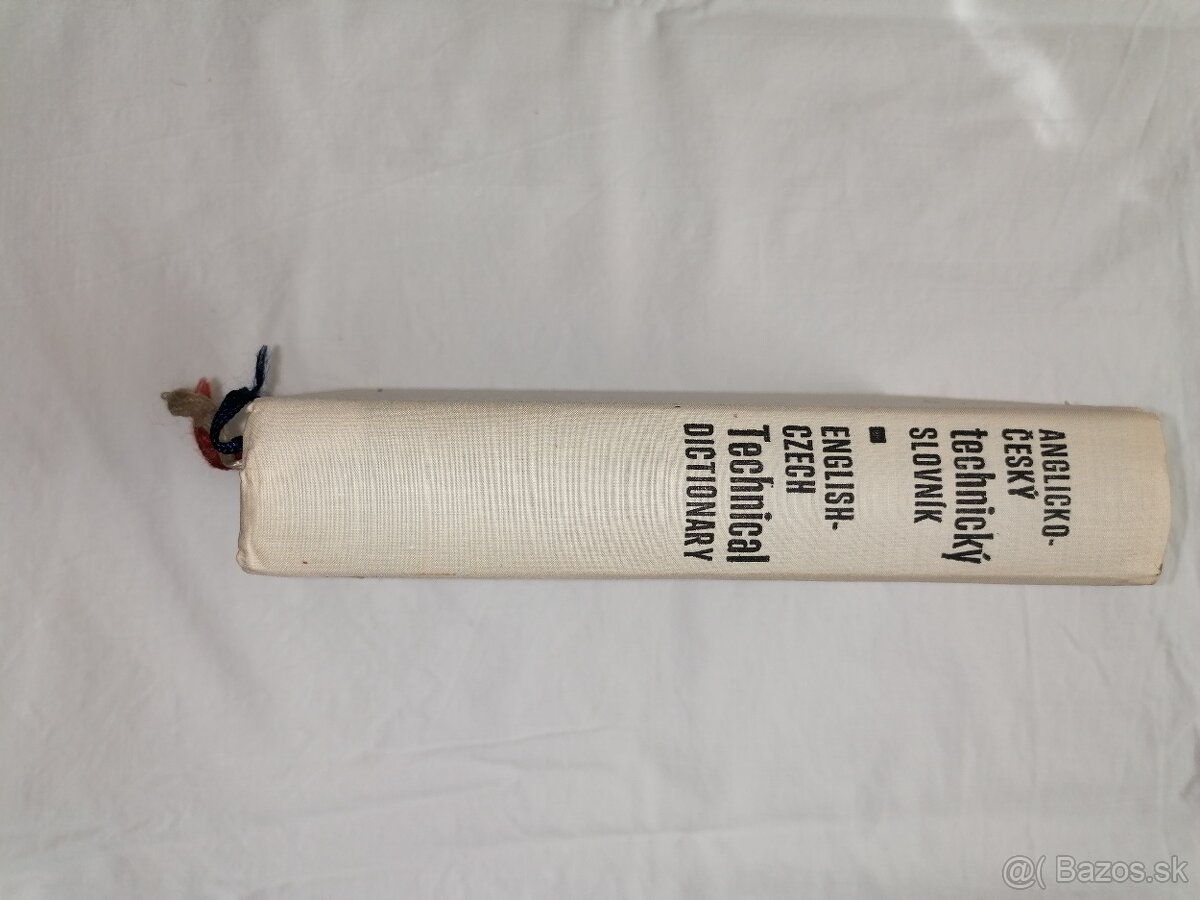 ANGLICKO-
ČESKÝ
technický
SLOVNÍK
ENGLISH-
CZECH
Technical
DICTIONARY
@( Bazos.sk